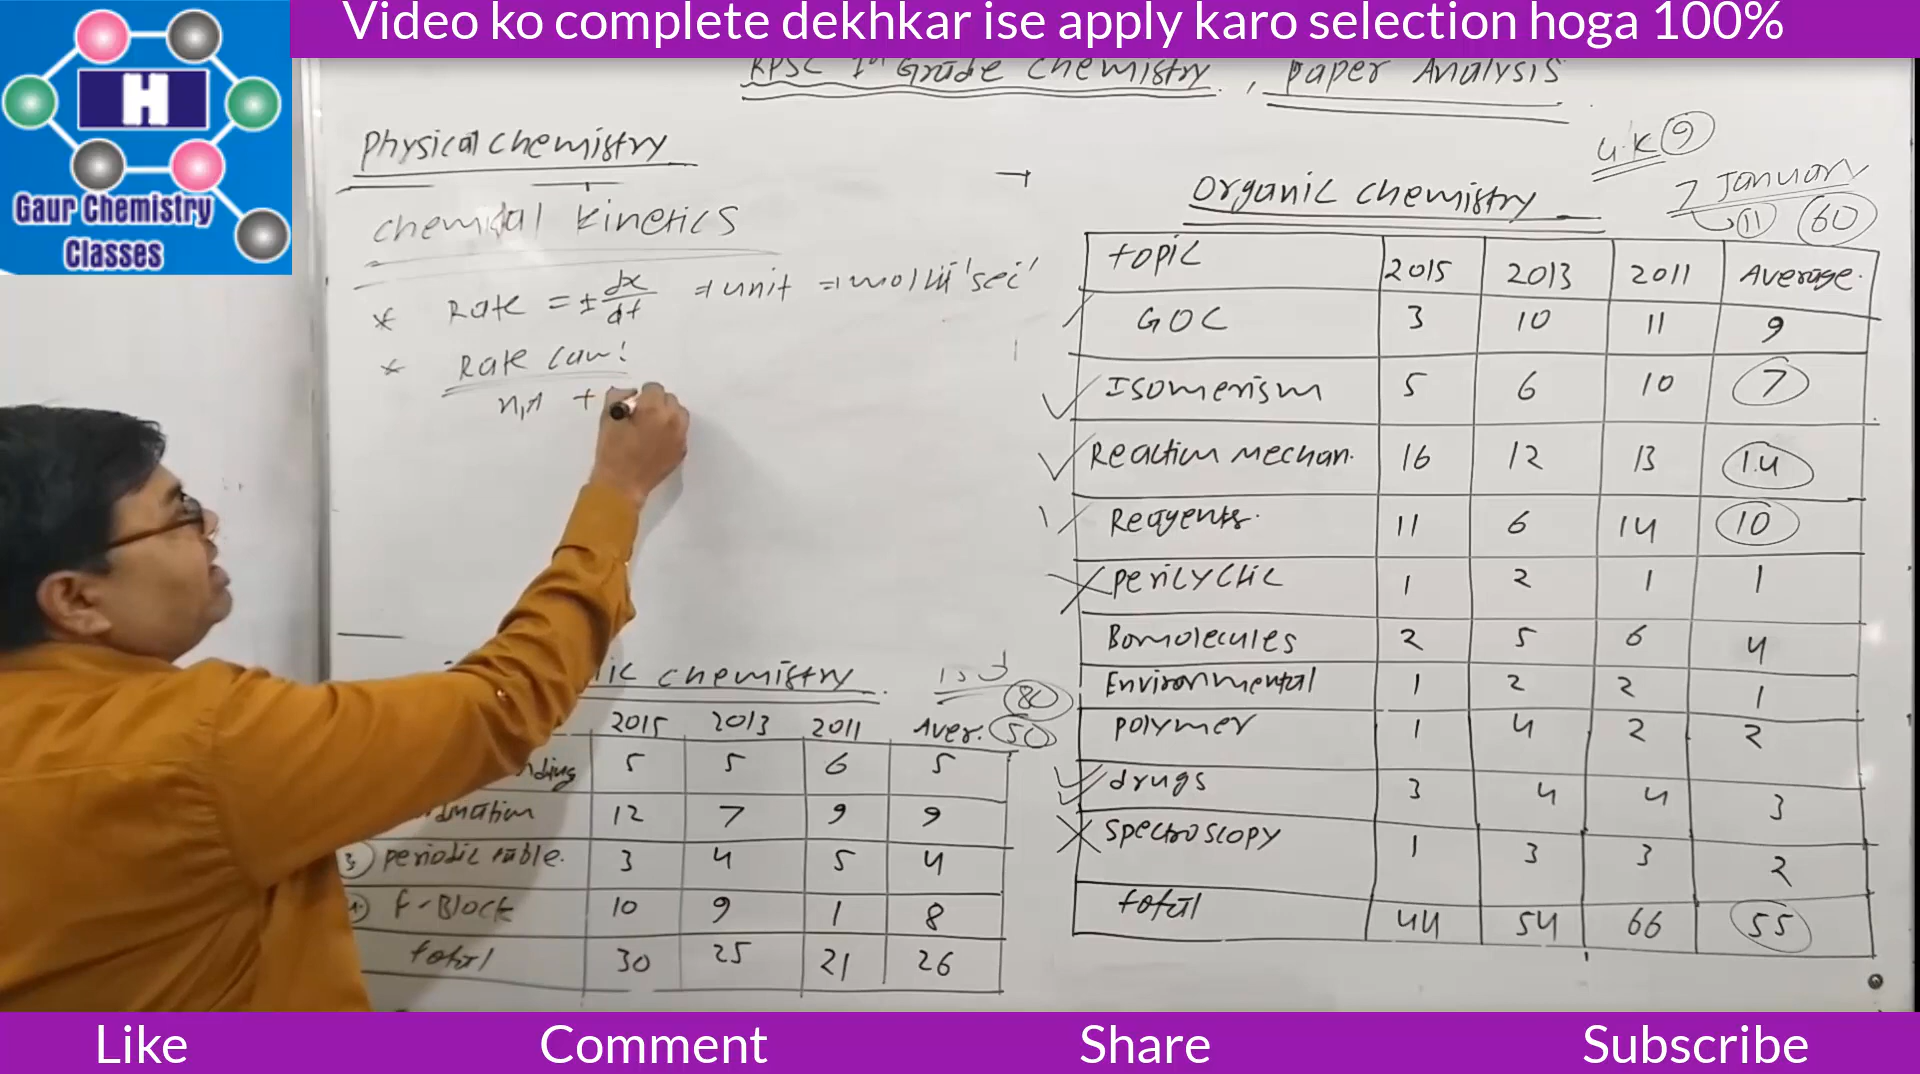 Video ko complete dekhkar ise apply karo selection hoga 100%
H
Gaur Chemistry
Classes
RPSC 1st Grade Chemistry, paper Analysis
physical chemistry
chemical kinetics
* Rate = ± dx/dt ⇒ unit ⇒ mol lit⁻¹ sec⁻¹
* Rate Law:
G.K 9
7 January
11 60
organic chemistry
topic 2015 2013 2011 Average.
GOC 3 10 11 9
Isomerism 5 6 10 7
Reaction mechan. 16 12 13 14
Reagents. 11 6 14 10
pericyclic 1 2 1 1
Bomolecules 2 5 6 4
Environmental 1 2 2 1
polymer 1 4 2 2
drugs 3 4 4 3
spectroscopy 1 3 3 2
total 44 54 66 55
ic chemistry
150
80
2015 2013 2011 Aver. 50
nding 5 5 6 5
dination 12 7 9 9
3 periodic table. 3 4 5 4
4 f-Block 10 9 1 8
total 30 25 21 26
Like Comment Share Subscribe